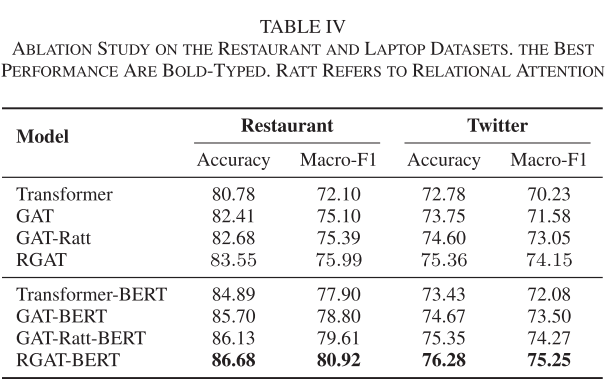 TABLE IV
ABLATION STUDY ON THE RESTAURANT AND LAPTOP DATASETS. THE BEST
PERFORMANCE ARE BOLD-TYPED. RATT REFERS TO RELATIONAL ATTENTION
Model Restaurant Twitter
Accuracy Macro-F1 Accuracy Macro-F1
Transformer 80.78 72.10 72.78 70.23
GAT 82.41 75.10 73.75 71.58
GAT-Ratt 82.68 75.39 74.60 73.05
RGAT 83.55 75.99 75.36 74.15
Transformer-BERT 84.89 77.90 73.43 72.08
GAT-BERT 85.70 78.80 74.67 73.50
GAT-Ratt-BERT 86.13 79.61 75.35 74.27
RGAT-BERT 86.68 80.92 76.28 75.25